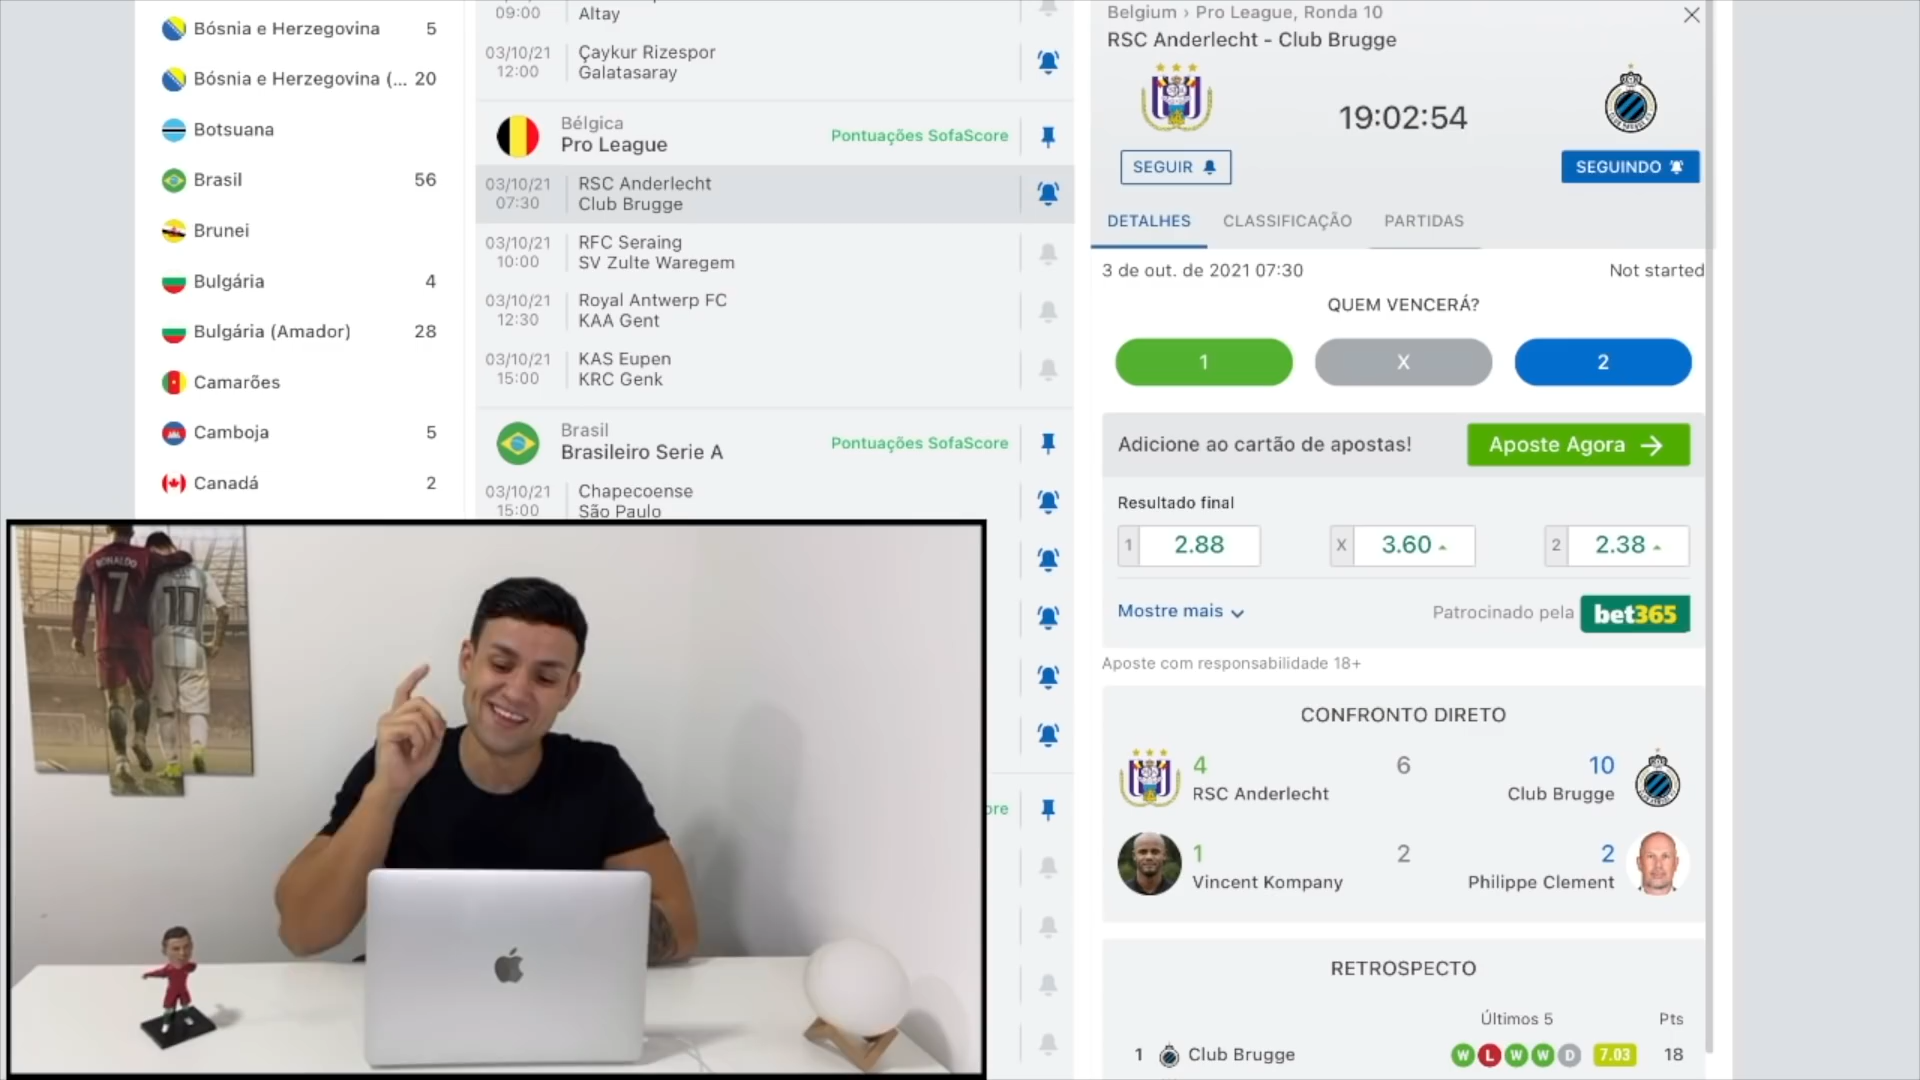 Bósnia e Herzegovina 5
Bósnia e Herzegovina (... 20
Botsuana
Brasil 56
Brunei
Bulgária 4
Bulgária (Amador) 28
Camarões
Camboja 5
Canadá 2
09:00 Altay
03/10/21 Çaykur Rizespor
12:00 Galatasaray
Bélgica
Pro League Pontuações SofaScore
03/10/21 RSC Anderlecht
07:30 Club Brugge
03/10/21 RFC Seraing
10:00 SV Zulte Waregem
03/10/21 Royal Antwerp FC
12:30 KAA Gent
03/10/21 KAS Eupen
15:00 KRC Genk
Brasil
Brasileiro Serie A Pontuações SofaScore
03/10/21 Chapecoense
15:00 São Paulo
ore
Belgium › Pro League, Ronda 10
RSC Anderlecht - Club Brugge
19:02:54
SEGUIR SEGUINDO
DETALHES CLASSIFICAÇÃO PARTIDAS
3 de out. de 2021 07:30 Not started
QUEM VENCERÁ?
1 X 2
Adicione ao cartão de apostas! Aposte Agora
Resultado final
1 2.88 X 3.60 2 2.38
Mostre mais Patrocinado pela bet365
Aposte com responsabilidade 18+
CONFRONTO DIRETO
4 6 10
RSC Anderlecht Club Brugge
1 2 2
Vincent Kompany Philippe Clement
RETROSPECTO
Últimos 5 Pts
1 Club Brugge W L W W D 7.03 18
RONALDO
7
10